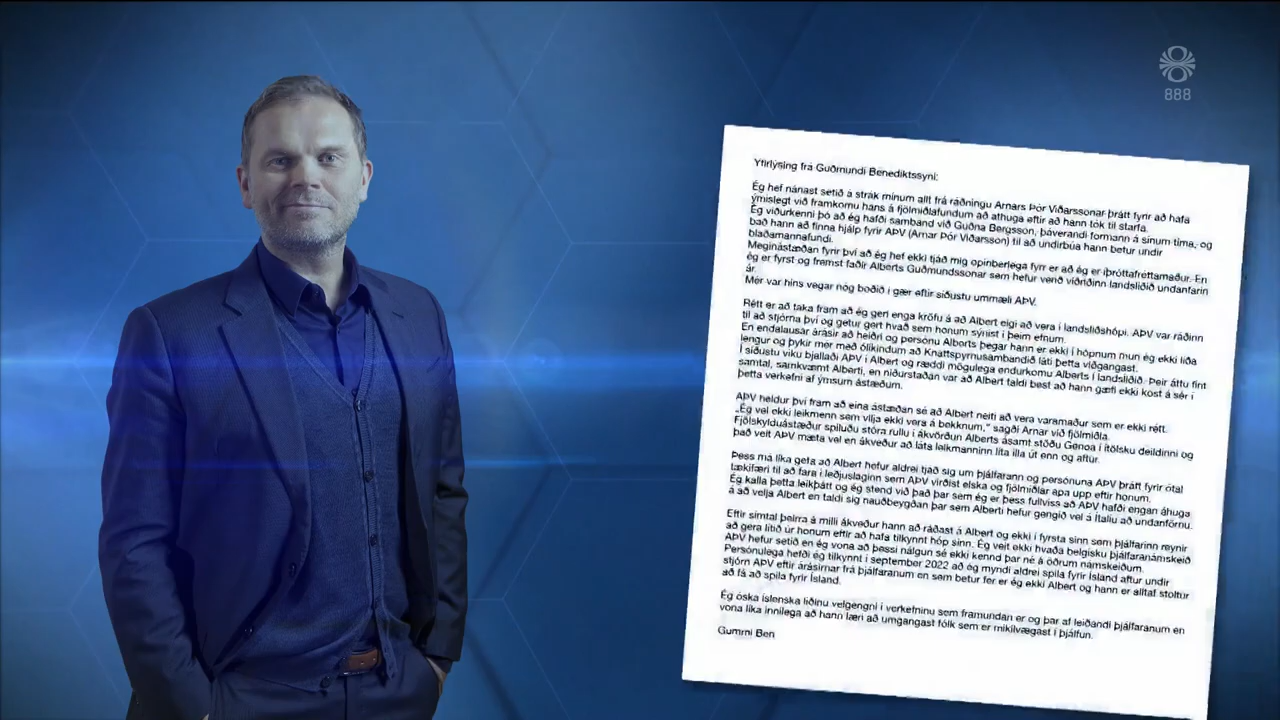 888
Yfirlýsing frá Guðmundi Benediktssyni:
Ég hef nánast setið á strák mínum allt frá ráðningu Arnars Þór Viðarssonar þrátt fyrir að hafa
ýmislegt við framkomu hans á fjölmiðlafundum að athuga eftir að hann tók til starfa.
Ég viðurkenni þó að ég hafði samband við Guðna Bergsson, þáverandi formann á sínum tíma, og
bað hann að finna hjálp fyrir AÞV (Arnar Þór Viðarsson) til að undirbúa hann betur undir
blaðamannafundi.
Meginástæðan fyrir því að ég hef ekki tjáð mig opinberlega fyrr er að ég er íþróttafréttamaður. En
ég er fyrst og fremst faðir Alberts Guðmundssonar sem hefur verið viðriðinn landsliðið undanfarin
ár.
Mér var hins vegar nóg boðið í gær eftir síðustu ummæli AÞV.
Rétt er að taka fram að ég geri enga kröfu á að Albert eigi að vera í landsliðshópi. AÞV var ráðinn
til að stjórna því og getur gert hvað sem honum sýnist í þeim efnum.
En endalausar árásir að heiðri og persónu Alberts þegar hann er ekki í hópnum mun ég ekki líða
lengur og þykir mér með ólíkindum að Knattspyrnusambandið láti þetta viðgangast.
Í síðustu viku bjallaði AÞV í Albert og ræddi mögulega endurkomu Alberts í landsliðið. Þeir áttu fínt
samtal, samkvæmt Alberti, en niðurstaðan var að Albert taldi best að hann gæfi ekki kost á sér í
þetta verkefni af ýmsum ástæðum.
AÞV heldur því fram að eina ástæðan sé að Albert neiti að vera varamaður sem er ekki rétt.
„Ég vel ekki leikmenn sem vilja ekki vera á bekknum,“ sagði Arnar við fjölmiðla.
Fjölskylduástæður spiluðu stóra rullu í ákvörðun Alberts ásamt stöðu Genoa í ítölsku deildinni og
það veit AÞV mæta vel en ákveður að láta leikmanninn líta illa út enn og aftur.
Þess má líka geta að Albert hefur aldrei tjáð sig um þjálfarann og persónuna AÞV þrátt fyrir ótal
tækifæri til að fara í leðjuslaginn sem AÞV virðist elska og fjölmiðlar apa upp eftir honum.
Ég kalla þetta leikþátt og ég stend við það þar sem ég er þess fullviss að AÞV hafði engan áhuga
á að velja Albert en taldi sig nauðbeygðan þar sem Alberti hefur gengið vel á Ítalíu að undanförnu.
Eftir símtal þeirra á milli ákveður hann að ráðast á Albert og ekki í fyrsta sinn sem þjálfarinn reynir
að gera lítið úr honum eftir að hafa tilkynnt hóp sinn. Ég veit ekki hvaða belgísku þjálfaranámskeið
AÞV hefur setið en ég vona að þessi nálgun sé ekki kennd þar né á öðrum námskeiðum.
Persónulega hefði ég tilkynnt í september 2022 að ég myndi aldrei spila fyrir Ísland aftur undir
stjórn AÞV eftir árásirnar frá þjálfaranum en sem betur fer er ég ekki Albert og hann er alltaf stoltur
að fá að spila fyrir Ísland.
Ég óska íslenska liðinu velgengni í verkefninu sem framundan er og þar af leiðandi þjálfaranum en
vona líka innilega að hann læri að umgangast fólk sem er mikilvægast í þjálfun.
Gummi Ben